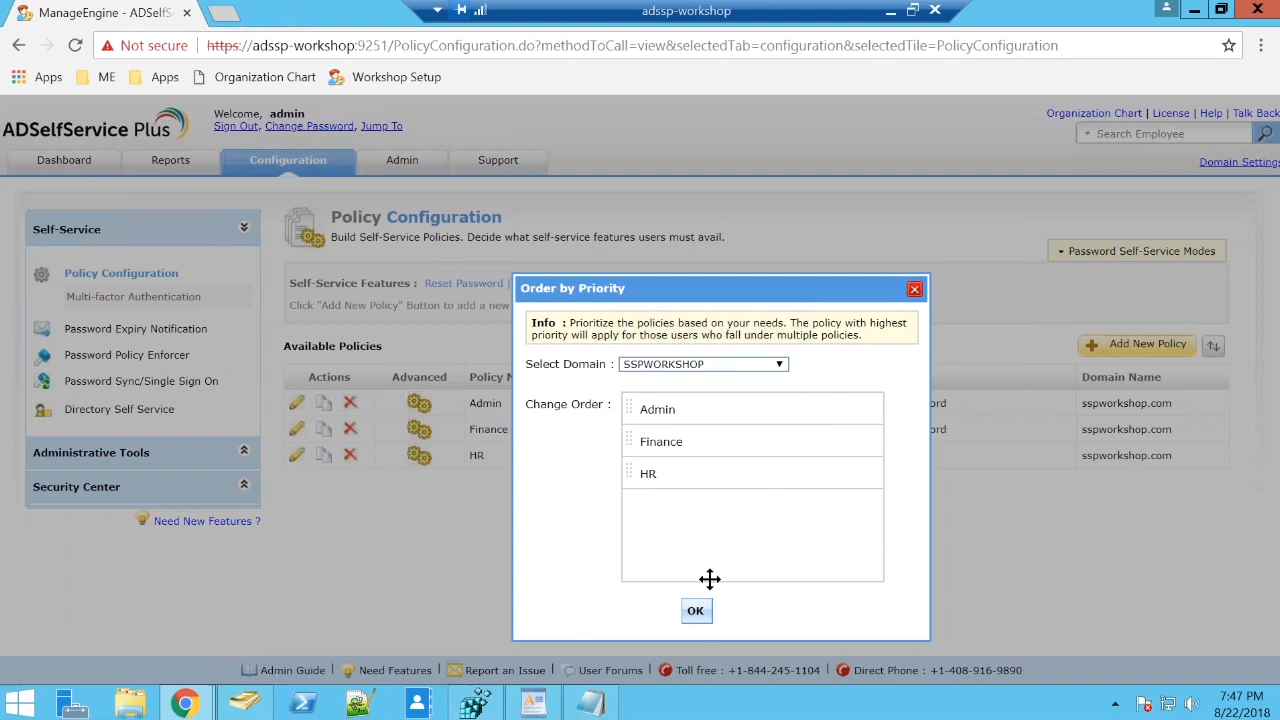 ManageEngine - ADSelfS
adssp-workshop
Not secure
https://adssp-workshop:9251/PolicyConfiguration.do?methodToCall=view&selectedTab=configuration&selectedTile=PolicyConfiguration
Apps
ME
Apps
Organization Chart
Workshop Setup
ADSelfService Plus
Welcome, admin
Sign Out, Change Password, Jump To
Organization Chart | License | Help | Talk Back
Search Employee
Dashboard
Reports
Configuration
Admin
Support
Domain Setting
Self-Service
Policy Configuration
Multi-factor Authentication
Password Expiry Notification
Password Policy Enforcer
Password Sync/Single Sign On
Directory Self Service
Administrative Tools
Security Center
Need New Features ?
Policy Configuration
Build Self-Service Policies. Decide what self-service features users must avail.
Password Self-Service Modes
Self-Service Features : Reset Password |
Click "Add New Policy" Button to add a new
Available Policies
Add New Policy
Actions
Advanced
Policy N
Domain Name
Admin
ord
sspworkshop.com
Finance
ord
sspworkshop.com
HR
sspworkshop.com
Order by Priority
Info : Prioritize the policies based on your needs. The policy with highest
priority will apply for those users who fall under multiple policies.
Select Domain :
SSPWORKSHOP
Change Order :
Admin
Finance
HR
OK
Admin Guide
Need Features
Report an Issue
User Forums
Toll free : +1-844-245-1104
Direct Phone : +1-408-916-9890
7:47 PM
8/22/2018